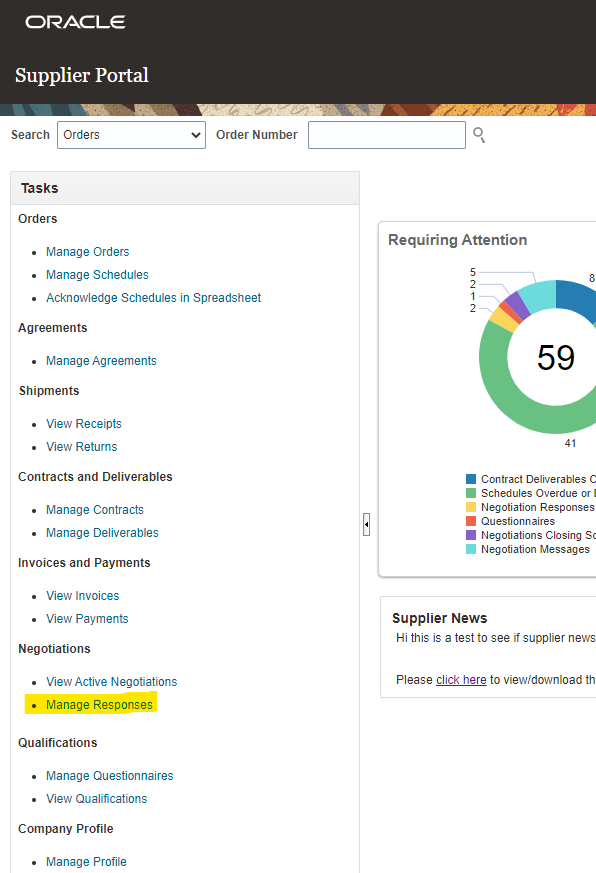 ORACLE
Supplier Portal
Search Orders Order Number
Tasks
Orders
Manage Orders
Manage Schedules
Acknowledge Schedules in Spreadsheet
Agreements
Manage Agreements
Shipments
View Receipts
View Returns
Contracts and Deliverables
Manage Contracts
Manage Deliverables
Invoices and Payments
View Invoices
View Payments
Negotiations
View Active Negotiations
Manage Responses
Qualifications
Manage Questionnaires
View Qualifications
Company Profile
Manage Profile
Requiring Attention
5
2
1
2
8
59
41
Contract Deliverables C
Schedules Overdue or D
Negotiation Responses
Questionnaires
Negotiations Closing So
Negotiation Messages
Supplier News
Hi this is a test to see if supplier news
Please click here to view/download th